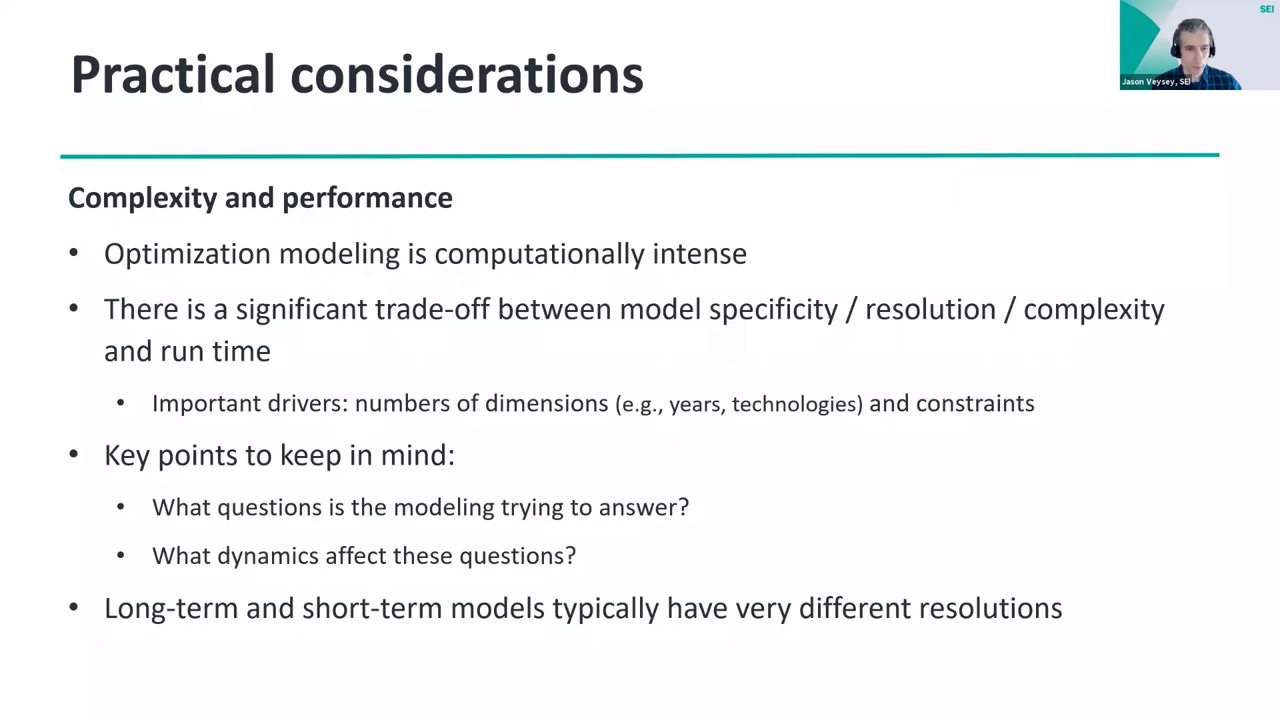 SEI
Jason Veysey, SEI
Practical considerations
Complexity and performance
• Optimization modeling is computationally intense
• There is a significant trade-off between model specificity / resolution / complexity
and run time
• Important drivers: numbers of dimensions (e.g., years, technologies) and constraints
• Key points to keep in mind:
• What questions is the modeling trying to answer?
• What dynamics affect these questions?
• Long-term and short-term models typically have very different resolutions